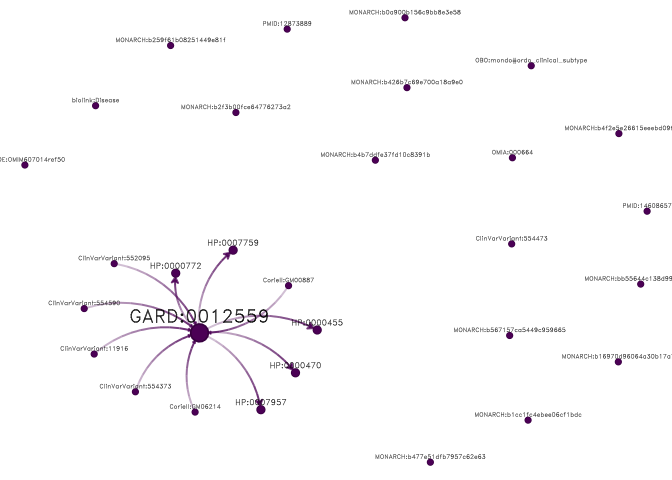 MONARCH:b0a900b156c9bb8e3e58
PMID:12873889
MONARCH:b259f61b08251449e81f
OBO:mondo#ordo_clinical_subtype
MONARCH:b426b7c69e700a18a9e0
biolink:Disease
MONARCH:b2f3b00fce64776273a2
MONARCH:b4f2e5e26615eeebd09
MONARCH:b4b7ddfe37fd10c8391b
OMIA:000664
E:OMIM607014ref50
PMID:14608657
ClinVarVariant:554473
HP:0007759
ClinVarVariant:552095
HP:0000772
Coriell:GM00887
MONARCH:bb55644c138d99
ClinVarVariant:554590
GARD:0012559
HP:0000455
MONARCH:b567157ca5449c959665
ClinVarVariant:11916
MONARCH:b16970d96064a30b17a
HP:0000470
ClinVarVariant:554373
HP:0007957
Coriell:GM06214
MONARCH:b1cc1fc4ebee06cf1bdc
MONARCH:b477e51dfb7957c62e63